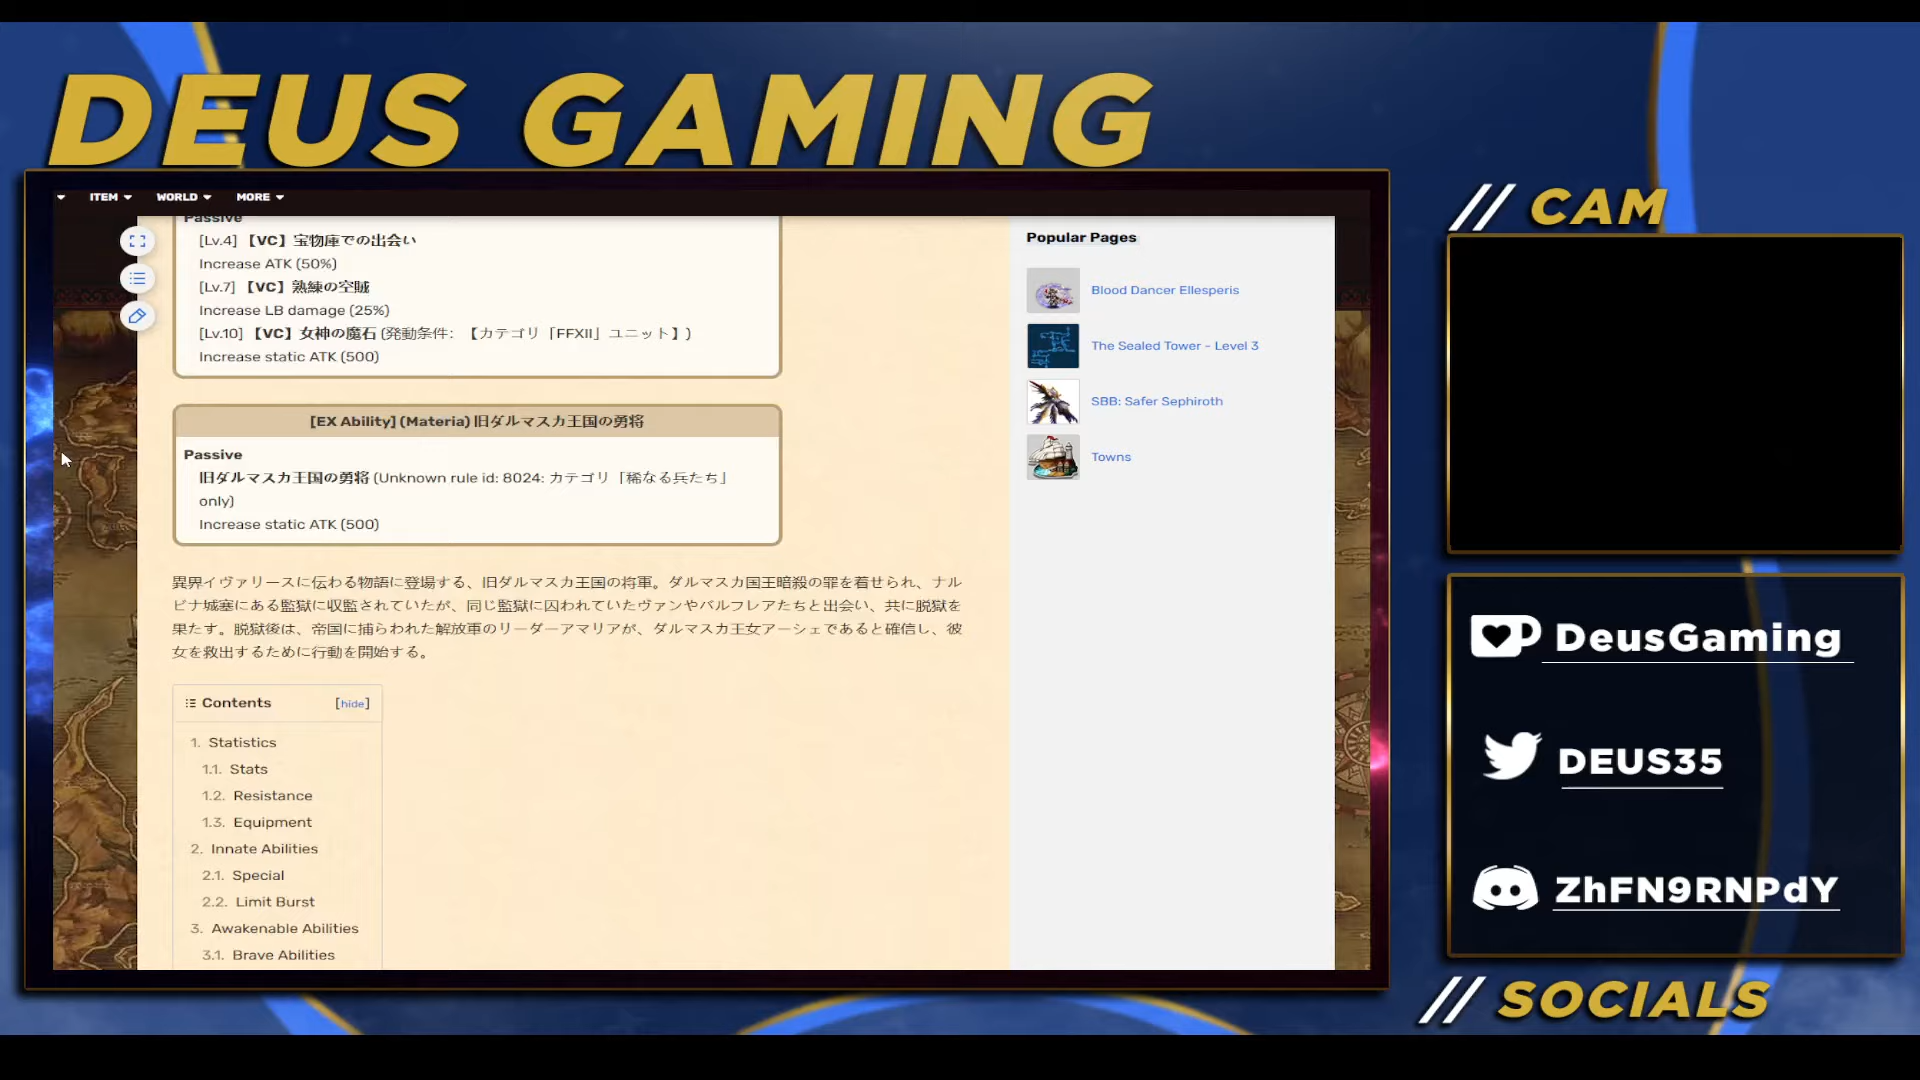 DEUS GAMING
ITEM
WORLD
MORE
Passive
[Lv.4] 【VC】宝物庫での出会い
Increase ATK (50%)
[Lv.7] 【VC】熟練の空賊
Increase LB damage (25%)
[Lv.10] 【VC】女神の魔石 (発動条件: 【カテゴリ「FFXII」ユニット】)
Increase static ATK (500)
[EX Ability] (Materia) 旧ダルマスカ王国の勇将
Passive
旧ダルマスカ王国の勇将 (Unknown rule id: 8024: カテゴリ「稀なる兵たち」
only)
Increase static ATK (500)
異界イヴァリースに伝わる物語に登場する、旧ダルマスカ王国の将軍。ダルマスカ国王暗殺の罪を着せられ、ナル
ビナ城塞にある監獄に収監されていたが、同じ監獄に囚われていたヴァンやバルフレアたちと出会い、共に脱獄を
果たす。脱獄後は、帝国に捕らわれた解放軍のリーダーアマリアが、ダルマスカ王女アーシェであると確信し、彼
女を救出するために行動を開始する。
Contents [hide]
1. Statistics
1.1. Stats
1.2. Resistance
1.3. Equipment
2. Innate Abilities
2.1. Special
2.2. Limit Burst
3. Awakenable Abilities
3.1. Brave Abilities
Popular Pages
Blood Dancer Ellesperis
The Sealed Tower - Level 3
SBB: Safer Sephiroth
Towns
// CAM
DeusGaming
DEUS35
ZhFN9RNPdY
// SOCIALS